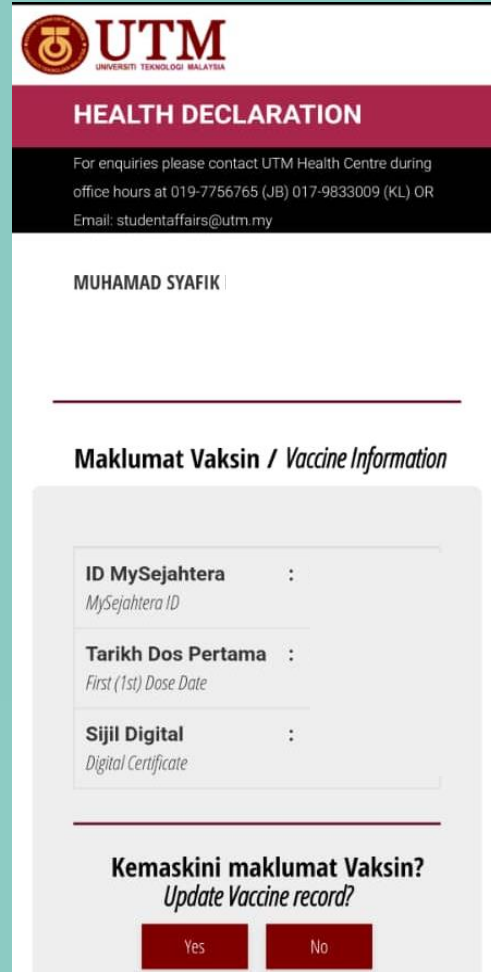 UTM
UNIVERSITI TEKNOLOGI MALAYSIA
HEALTH DECLARATION
For enquiries please contact UTM Health Centre during
office hours at 019-7756765 (JB) 017-9833009 (KL) OR
Email: studentaffairs@utm.my
MUHAMAD SYAFIK
Maklumat Vaksin / Vaccine Information
ID MySejahtera :
MySejahtera ID
Tarikh Dos Pertama :
First (1st) Dose Date
Sijil Digital :
Digital Certificate
Kemaskini maklumat Vaksin?
Update Vaccine record?
Yes No